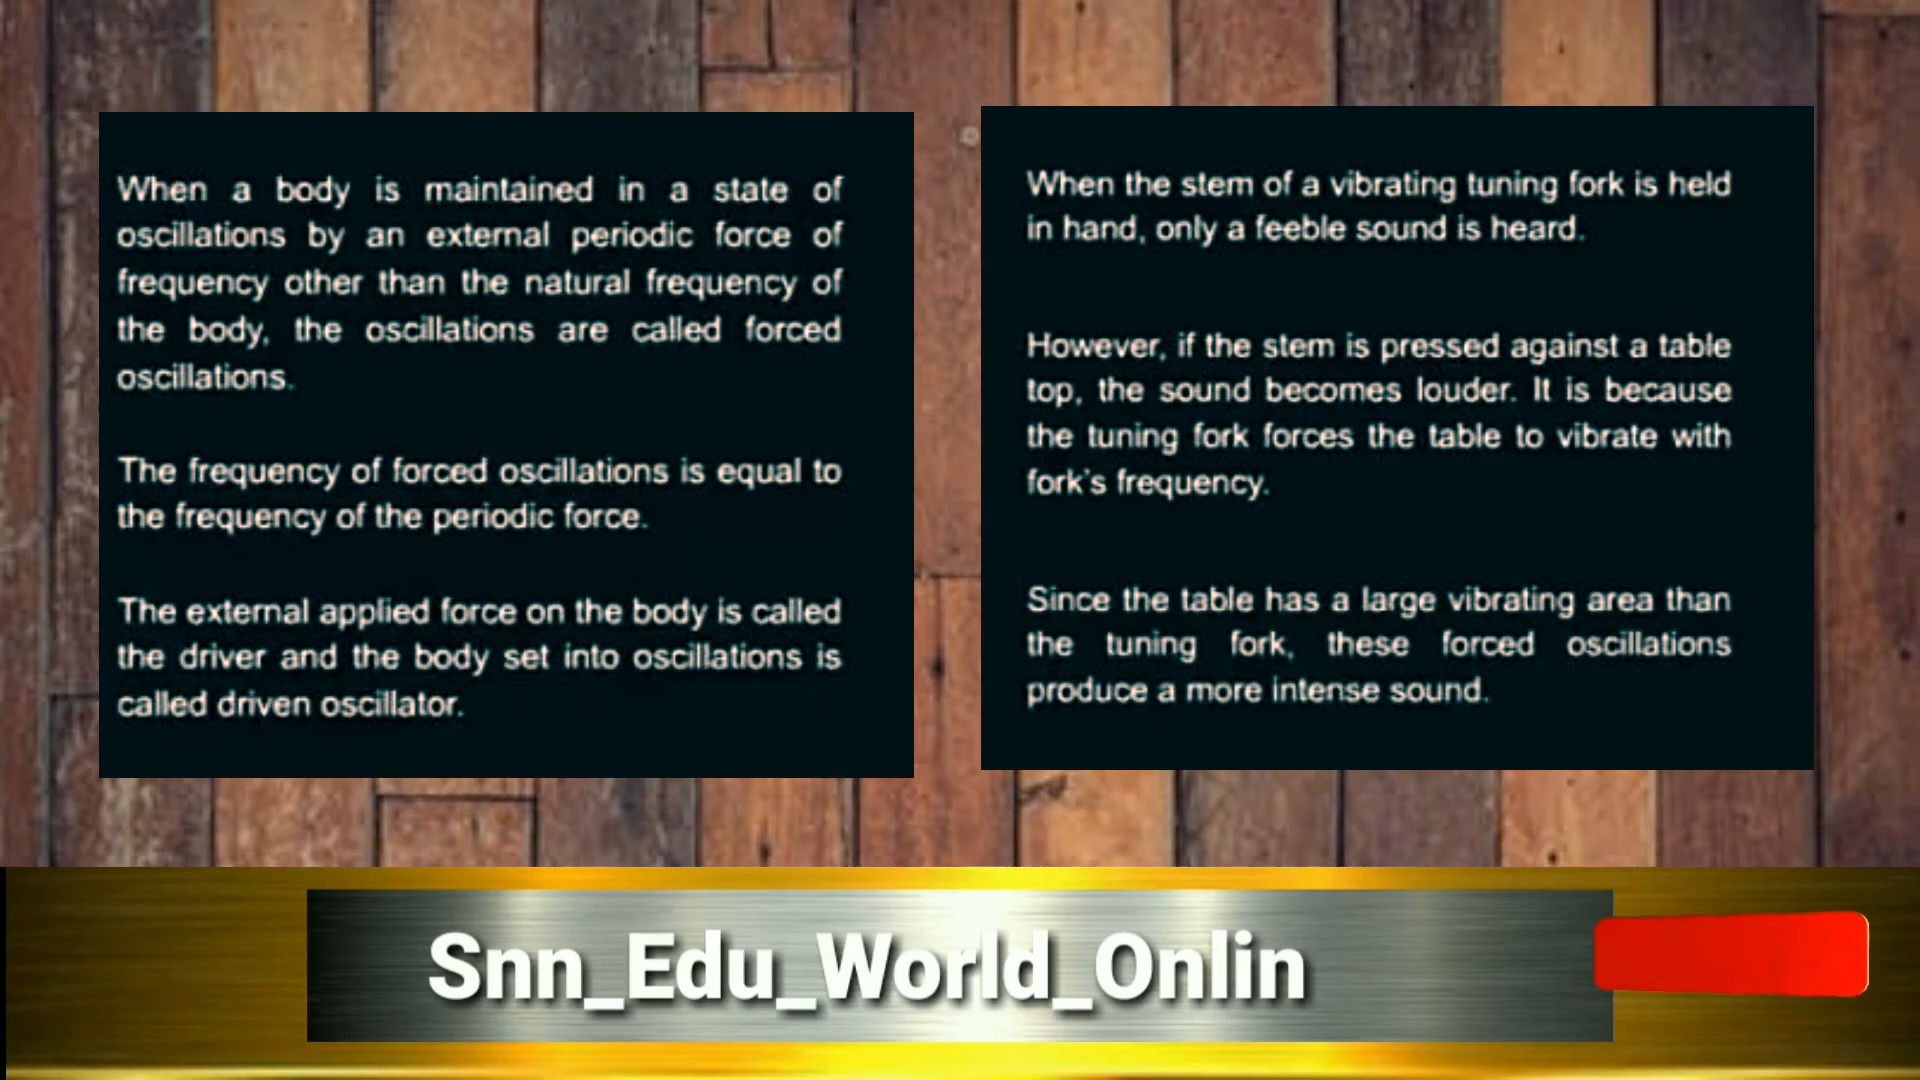 When a body is maintained in a state of
oscillations by an external periodic force of
frequency other than the natural frequency of
the body, the oscillations are called forced
oscillations.
The frequency of forced oscillations is equal to
the frequency of the periodic force.
The external applied force on the body is called
the driver and the body set into oscillations is
called driven oscillator.
When the stem of a vibrating tuning fork is held
in hand, only a feeble sound is heard.
However, if the stem is pressed against a table
top, the sound becomes louder. It is because
the tuning fork forces the table to vibrate with
fork's frequency.
Since the table has a large vibrating area than
the tuning fork, these forced oscillations
produce a more intense sound.
Snn_Edu_World_Onlin